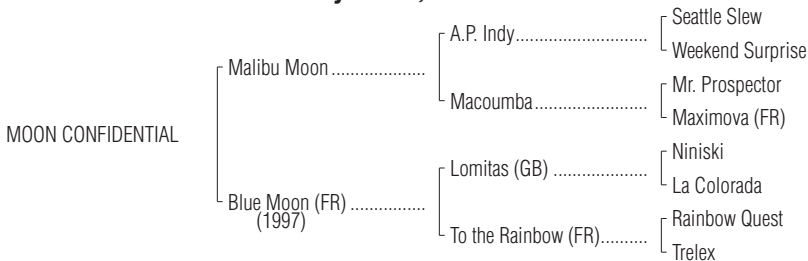 Seattle Slew
A.P. Indy
Weekend Surprise
Malibu Moon
Mr. Prospector
Macoumba
Maximova (FR)
MOON CONFIDENTIAL
Niniski
Lomitas (GB)
La Colorada
Blue Moon (FR)
(1997)
Rainbow Quest
To the Rainbow (FR)
Trelex